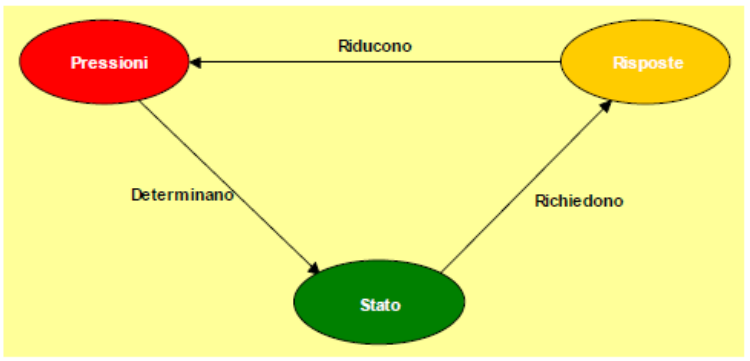 Riducono
Pressioni
Risposte
Determinano
Richiedono
Stato